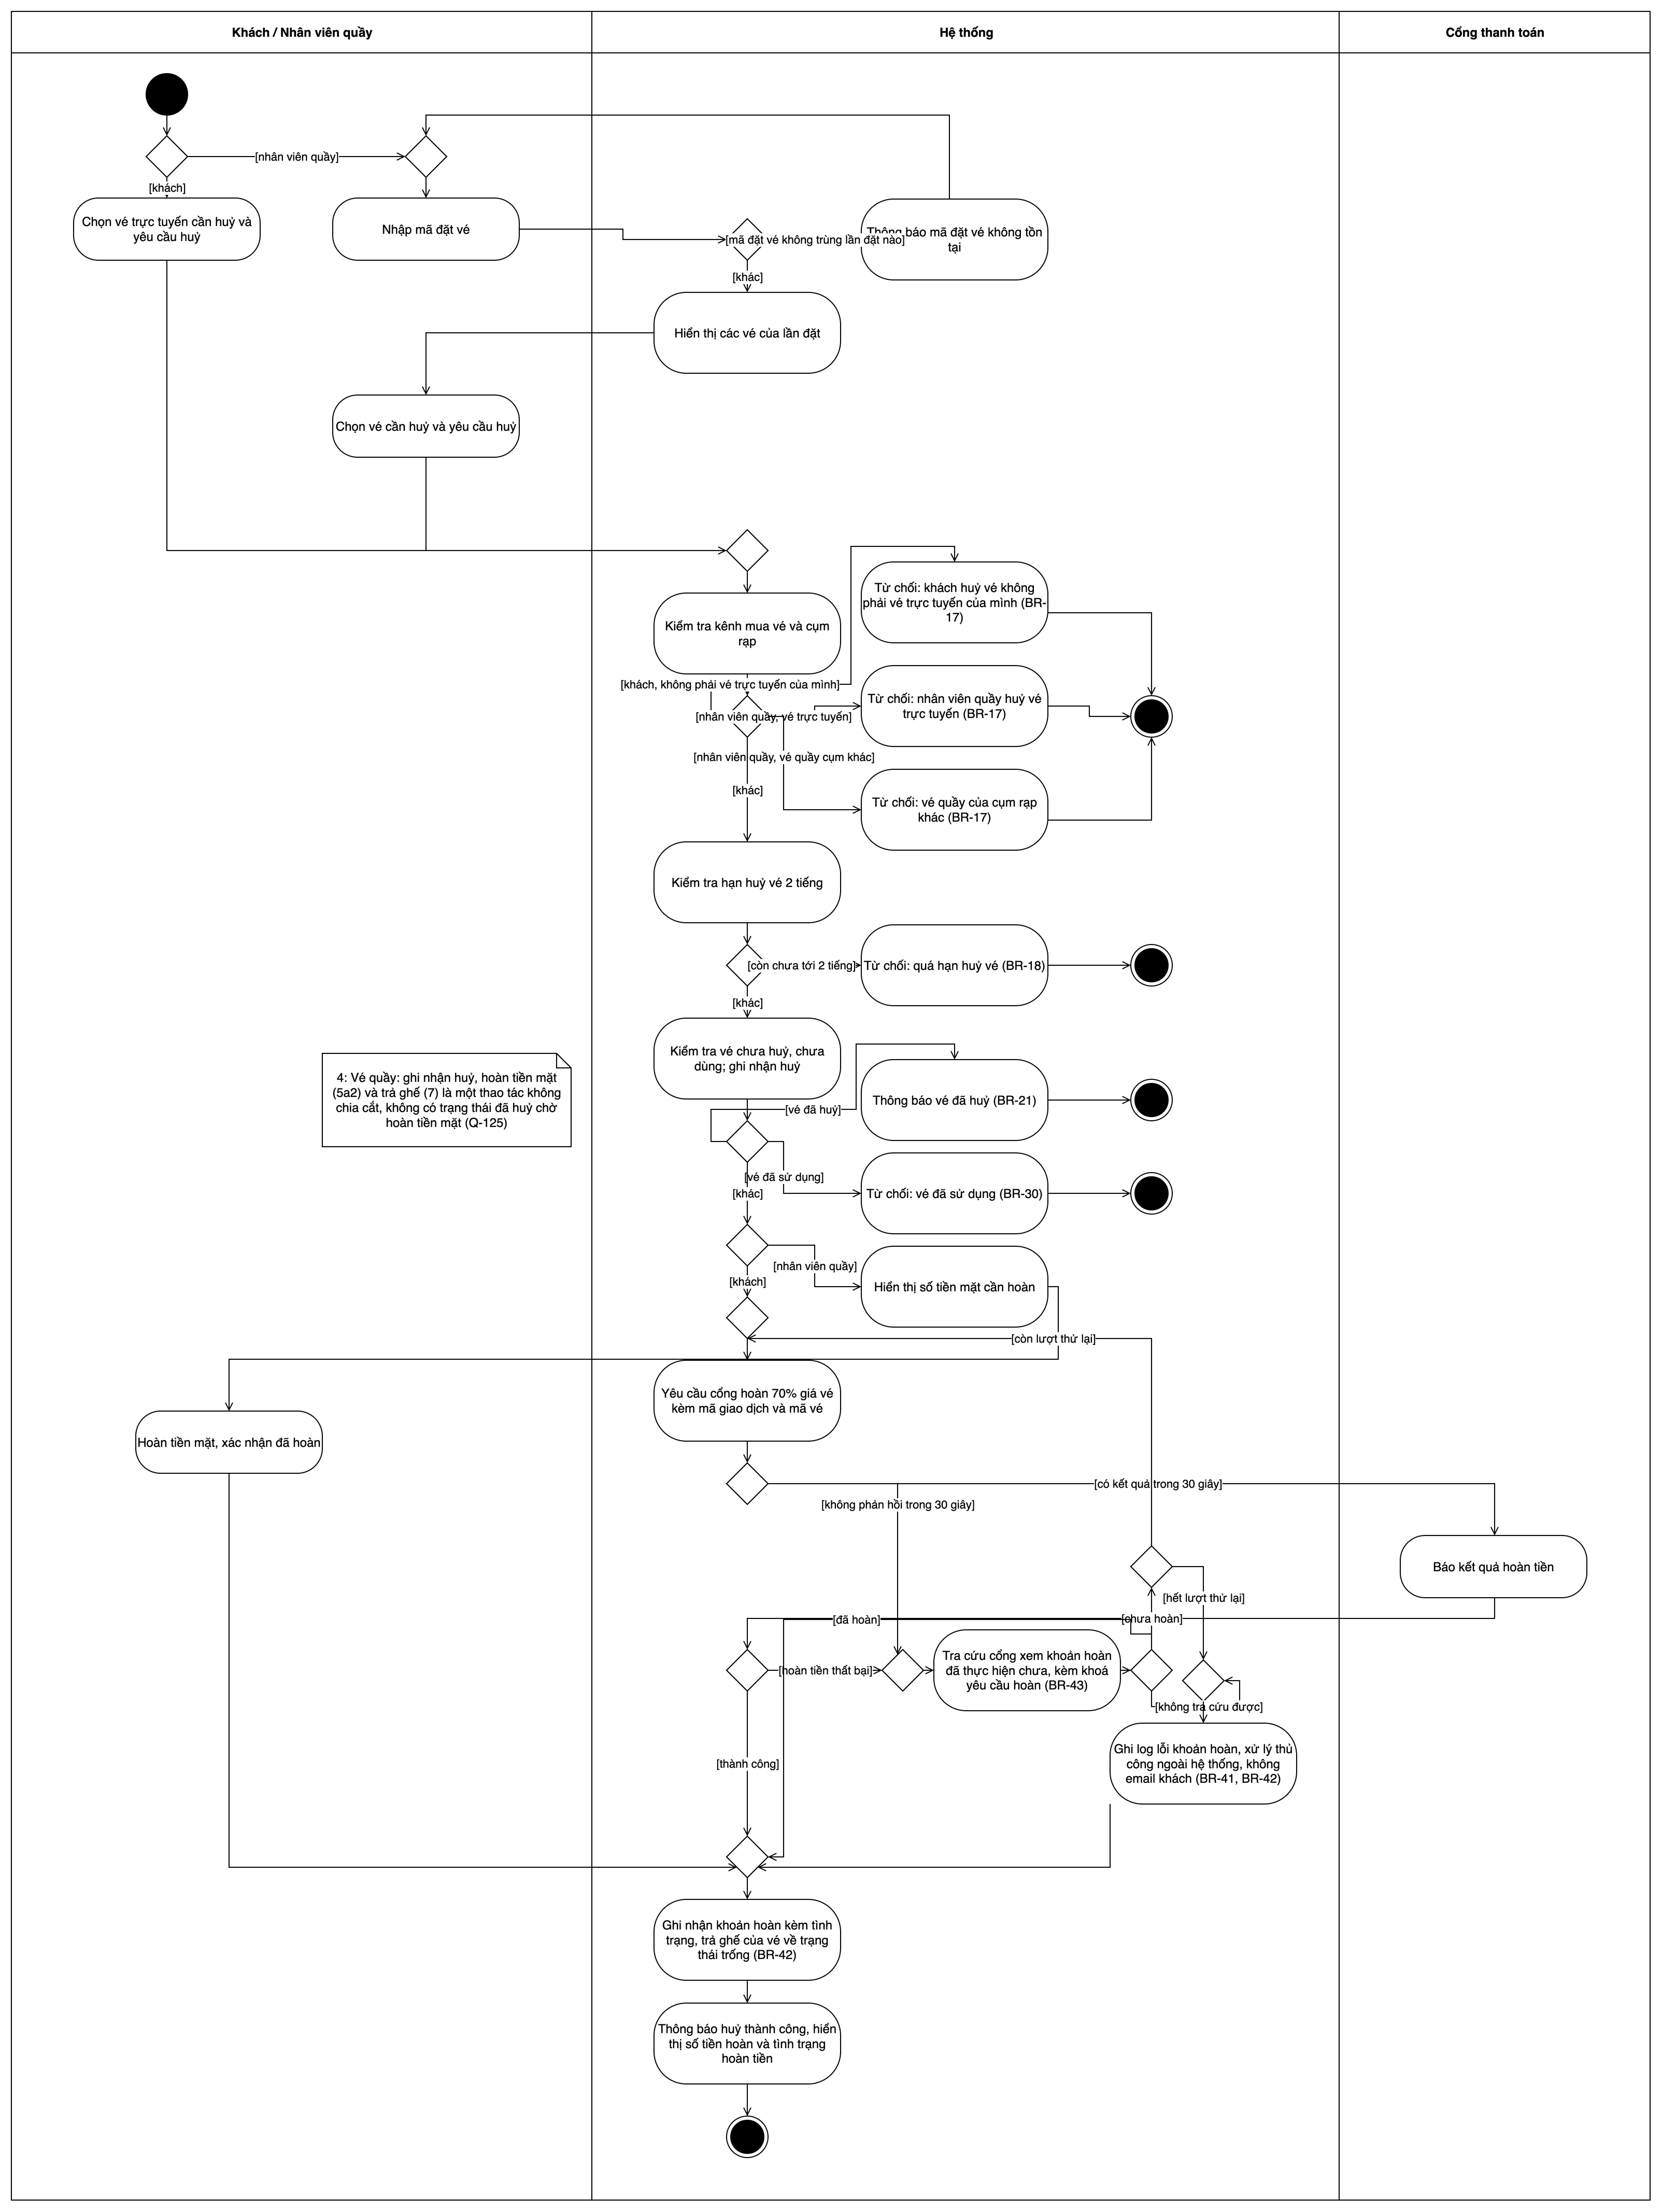 Khách / Nhân viên quầy
Hệ thống
Cổng thanh toán
[nhân viên quầy]
[khách]
Chọn vé trực tuyến cần huỷ và
yêu cầu huỷ
Nhập mã đặt vé
[mã đặt vé không trùng lần đặt nào]
Thông báo mã đặt vé không tồn
tại
[khác]
Hiển thị các vé của lần đặt
Chọn vé cần huỷ và yêu cầu huỷ
Từ chối: khách huỷ vé không
phải vé trực tuyến của mình (BR-
17)
Kiểm tra kênh mua vé và cụm
rạp
[khách, không phải vé trực tuyến của mình]
Từ chối: nhân viên quầy huỷ vé
trực tuyến (BR-17)
[nhân viên quầy, vé trực tuyến]
[nhân viên quầy, vé quầy cụm khác]
[khác]
Từ chối: vé quầy của cụm rạp
khác (BR-17)
Kiểm tra hạn huỷ vé 2 tiếng
[còn chưa tới 2 tiếng]
Từ chối: quá hạn huỷ vé (BR-18)
[khác]
Kiểm tra vé chưa huỷ, chưa
dùng; ghi nhận huỷ
4: Vé quầy: ghi nhận huỷ, hoàn tiền mặt
(5a2) và trả ghế (7) là một thao tác không
chia cắt, không có trạng thái đã huỷ chờ
hoàn tiền mặt (Q-125)
[vé đã huỷ]
Thông báo vé đã huỷ (BR-21)
[vé đã sử dụng]
[khác]
Từ chối: vé đã sử dụng (BR-30)
[nhân viên quầy]
[khách]
Hiển thị số tiền mặt cần hoàn
[còn lượt thử lại]
Yêu cầu cổng hoàn 70% giá vé
kèm mã giao dịch và mã vé
Hoàn tiền mặt, xác nhận đã hoàn
[có kết quả trong 30 giây]
[không phản hồi trong 30 giây]
Báo kết quả hoàn tiền
[hết lượt thử lại]
[đã hoàn]
[chưa hoàn]
[hoàn tiền thất bại]
Tra cứu cổng xem khoản hoàn
đã thực hiện chưa, kèm khoá
yêu cầu hoàn (BR-43)
[không tra cứu được]
[thành công]
Ghi log lỗi khoản hoàn, xử lý thủ
công ngoài hệ thống, không
email khách (BR-41, BR-42)
Ghi nhận khoản hoàn kèm tình
trạng, trả ghế của vé về trạng
thái trống (BR-42)
Thông báo huỷ thành công, hiển
thị số tiền hoàn và tình trạng
hoàn tiền